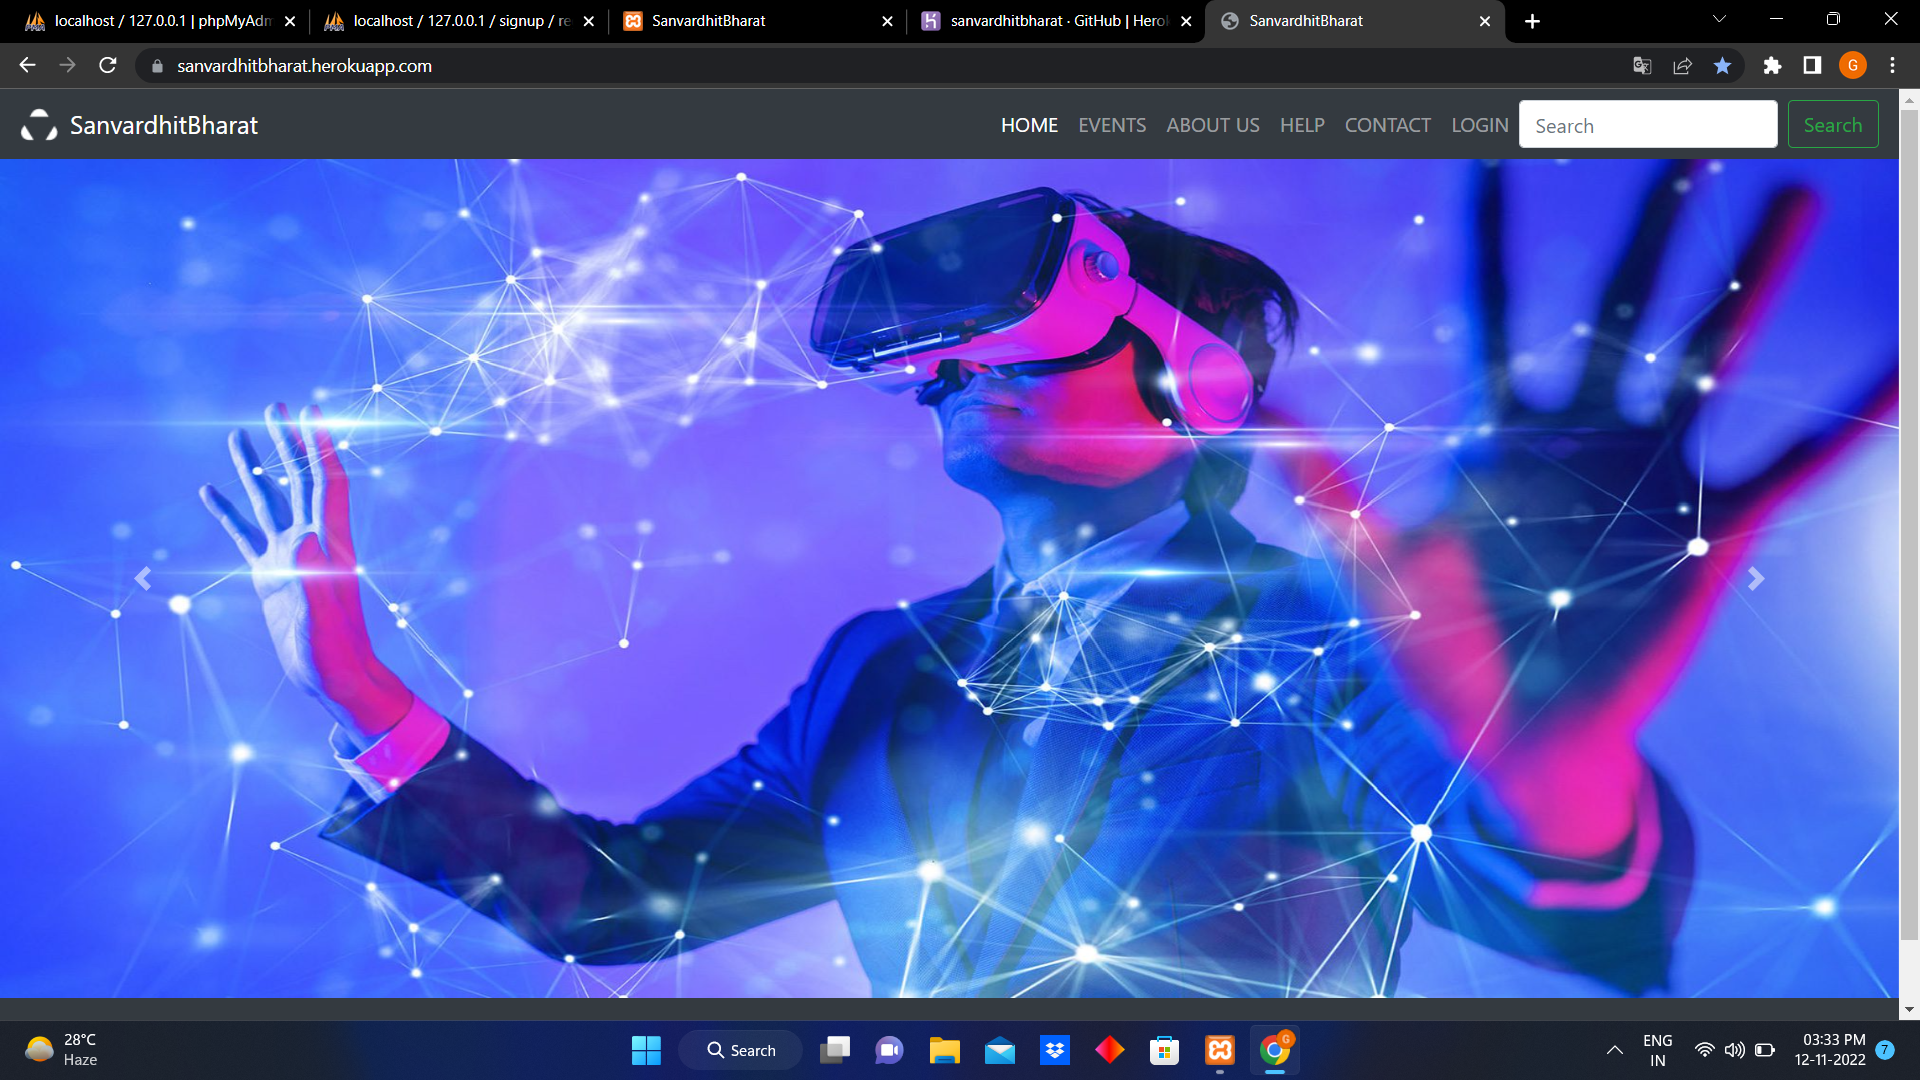 localhost / 127.0.0.1 | phpMyAdm
localhost / 127.0.0.1 / signup / re
SanvardhitBharat
sanvardhitbharat · GitHub | Herok
SanvardhitBharat
sanvardhitbharat.herokuapp.com
G
SanvardhitBharat
HOME EVENTS ABOUT US HELP CONTACT LOGIN Search Search
28°C
Haze
Search
G
ENG
IN
03:33 PM
12-11-2022
7